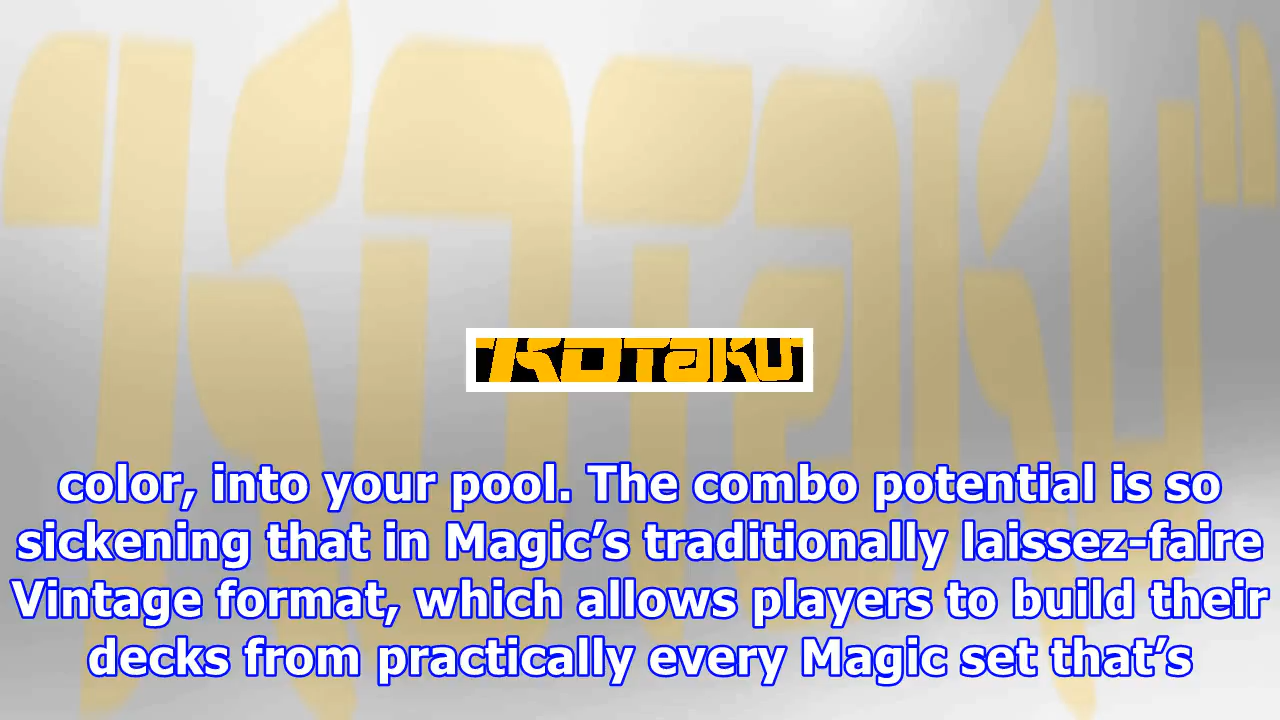 "KOTaKU"
"KOTaKU"
color, into your pool. The combo potential is so
sickening that in Magic’s traditionally laissez-faire
Vintage format, which allows players to build their
decks from practically every Magic set that’s